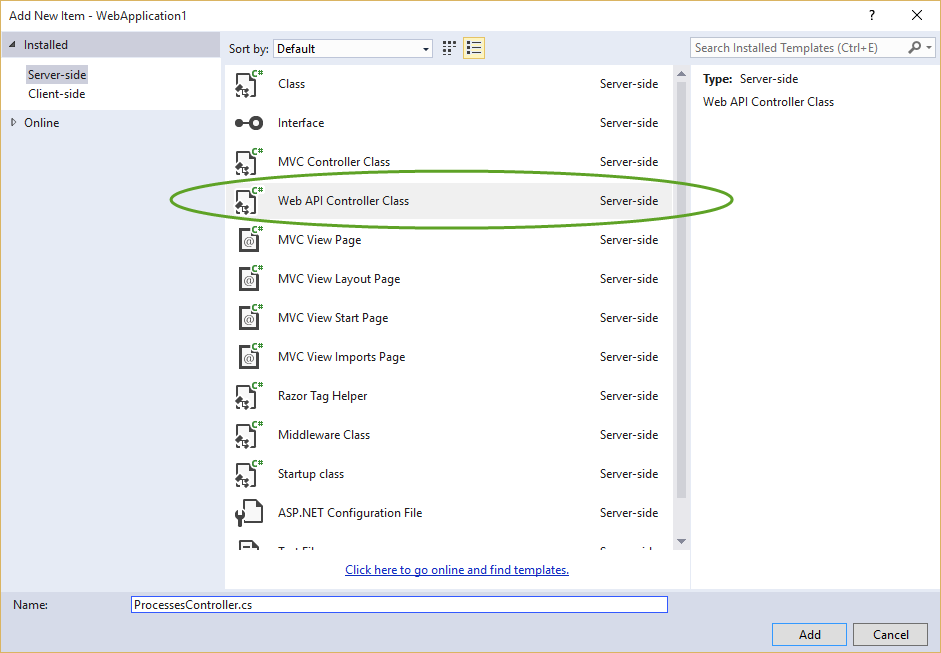 Add New Item - WebApplication1
?
Installed
Server-side
Client-side
Online
Sort by: Default
Search Installed Templates (Ctrl+E)
C# Class Server-side
Interface Server-side
C# MVC Controller Class Server-side
C# Web API Controller Class Server-side
C# @ MVC View Page Server-side
C# @ MVC View Layout Page Server-side
C# @ MVC View Start Page Server-side
C# @ MVC View Imports Page Server-side
C# Razor Tag Helper Server-side
C# Middleware Class Server-side
C# Startup class Server-side
ASP.NET Configuration File Server-side
Click here to go online and find templates.
Type: Server-side
Web API Controller Class
Name: ProcessesController.cs
Add Cancel